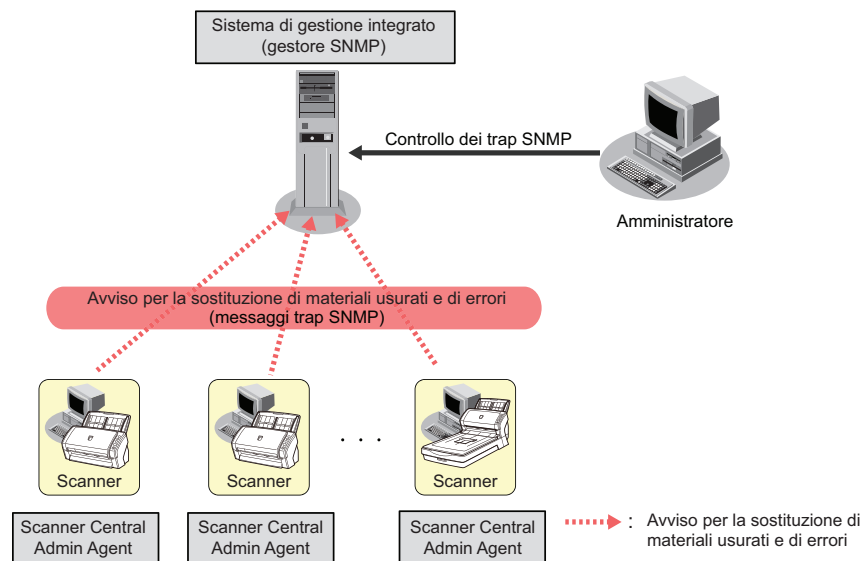 Sistema di gestione integrato
(gestore SNMP)
Controllo dei trap SNMP
Amministratore
Avviso per la sostituzione di materiali usurati e di errori
(messaggi trap SNMP)
Scanner
Scanner
. . .
Scanner
Scanner Central
Admin Agent
Scanner Central
Admin Agent
Scanner Central
Admin Agent
: Avviso per la sostituzione di
materiali usurati e di errori